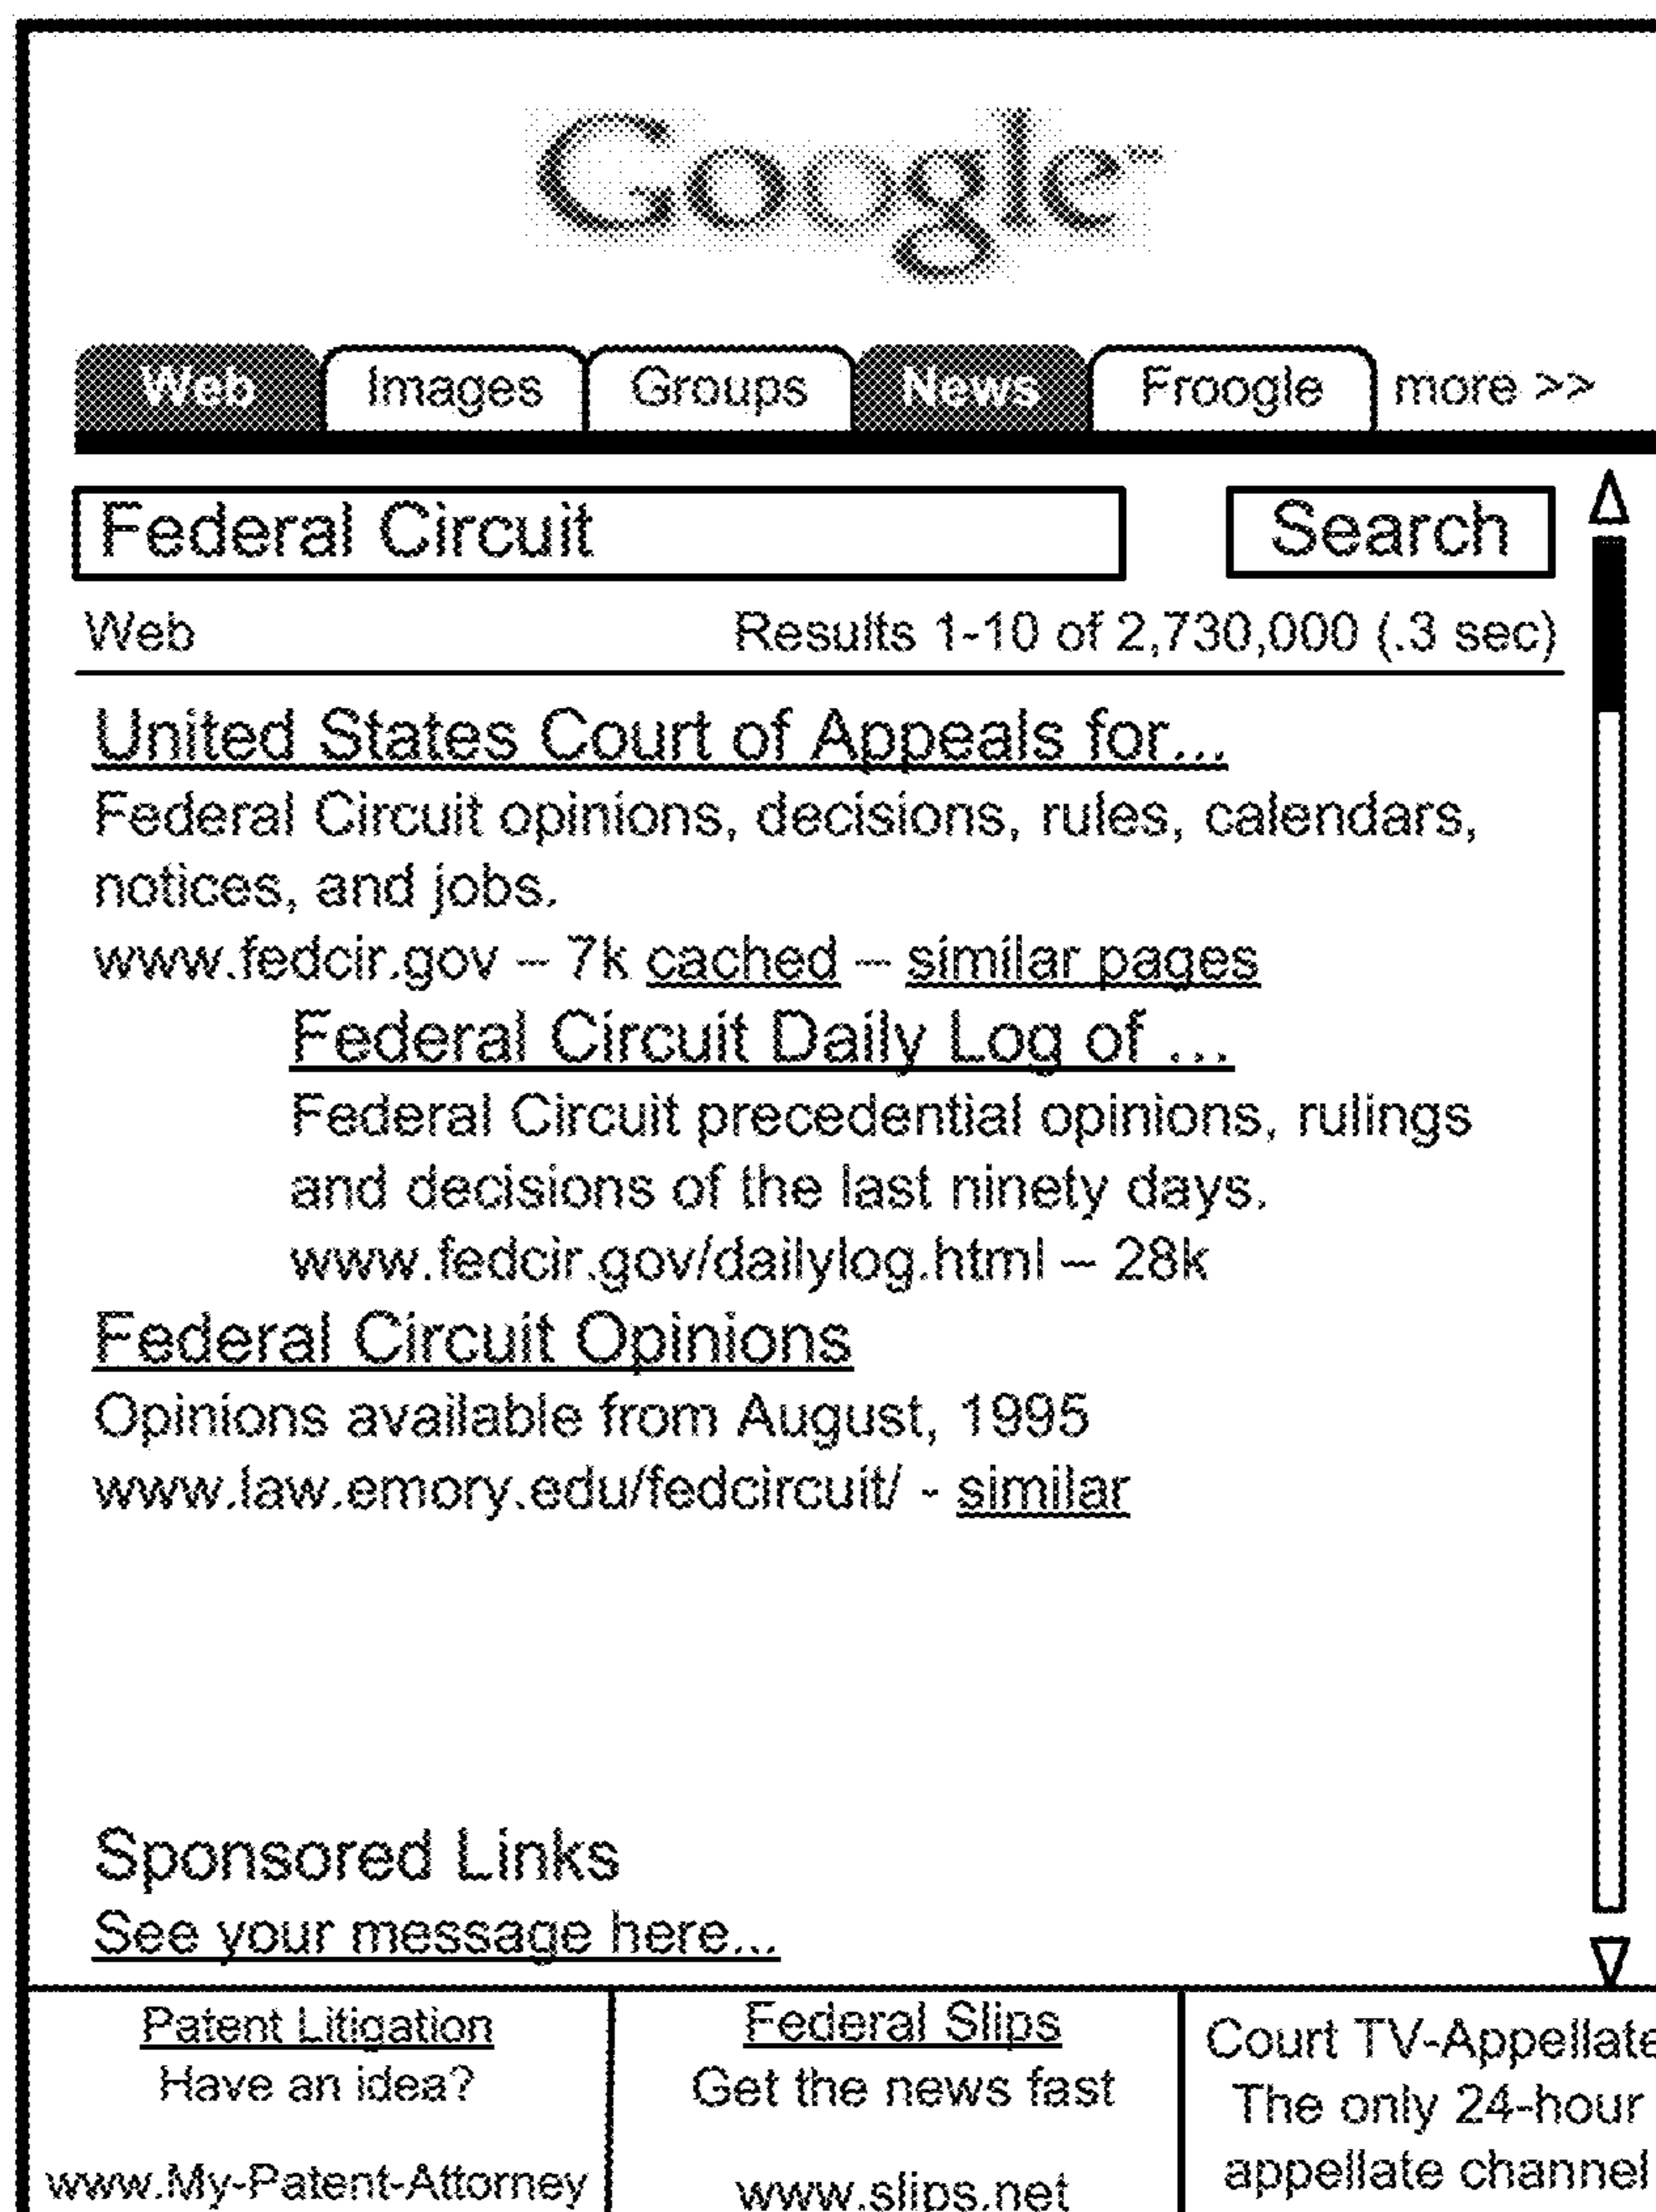 Google™
Web Images Groups News Froogle more >>
Federal Circuit Search
Web Results 1-10 of 2,730,000 (.3 sec)
United States Court of Appeals for...
Federal Circuit opinions, decisions, rules, calendars,
notices, and jobs.
www.fedcir.gov – 7k cached – similar pages
Federal Circuit Daily Log of ...
Federal Circuit precedential opinions, rulings
and decisions of the last ninety days.
www.fedcir.gov/dailylog.html – 28k
Federal Circuit Opinions
Opinions available from August, 1995
www.law.emory.edu/fedcircuit/ - similar
Sponsored Links
See your message here...
Patent Litigation
Have an idea?
www.My-Patent-Attorney
Federal Slips
Get the news fast
www.slips.net
Court TV-Appellate
The only 24-hour
appellate channel